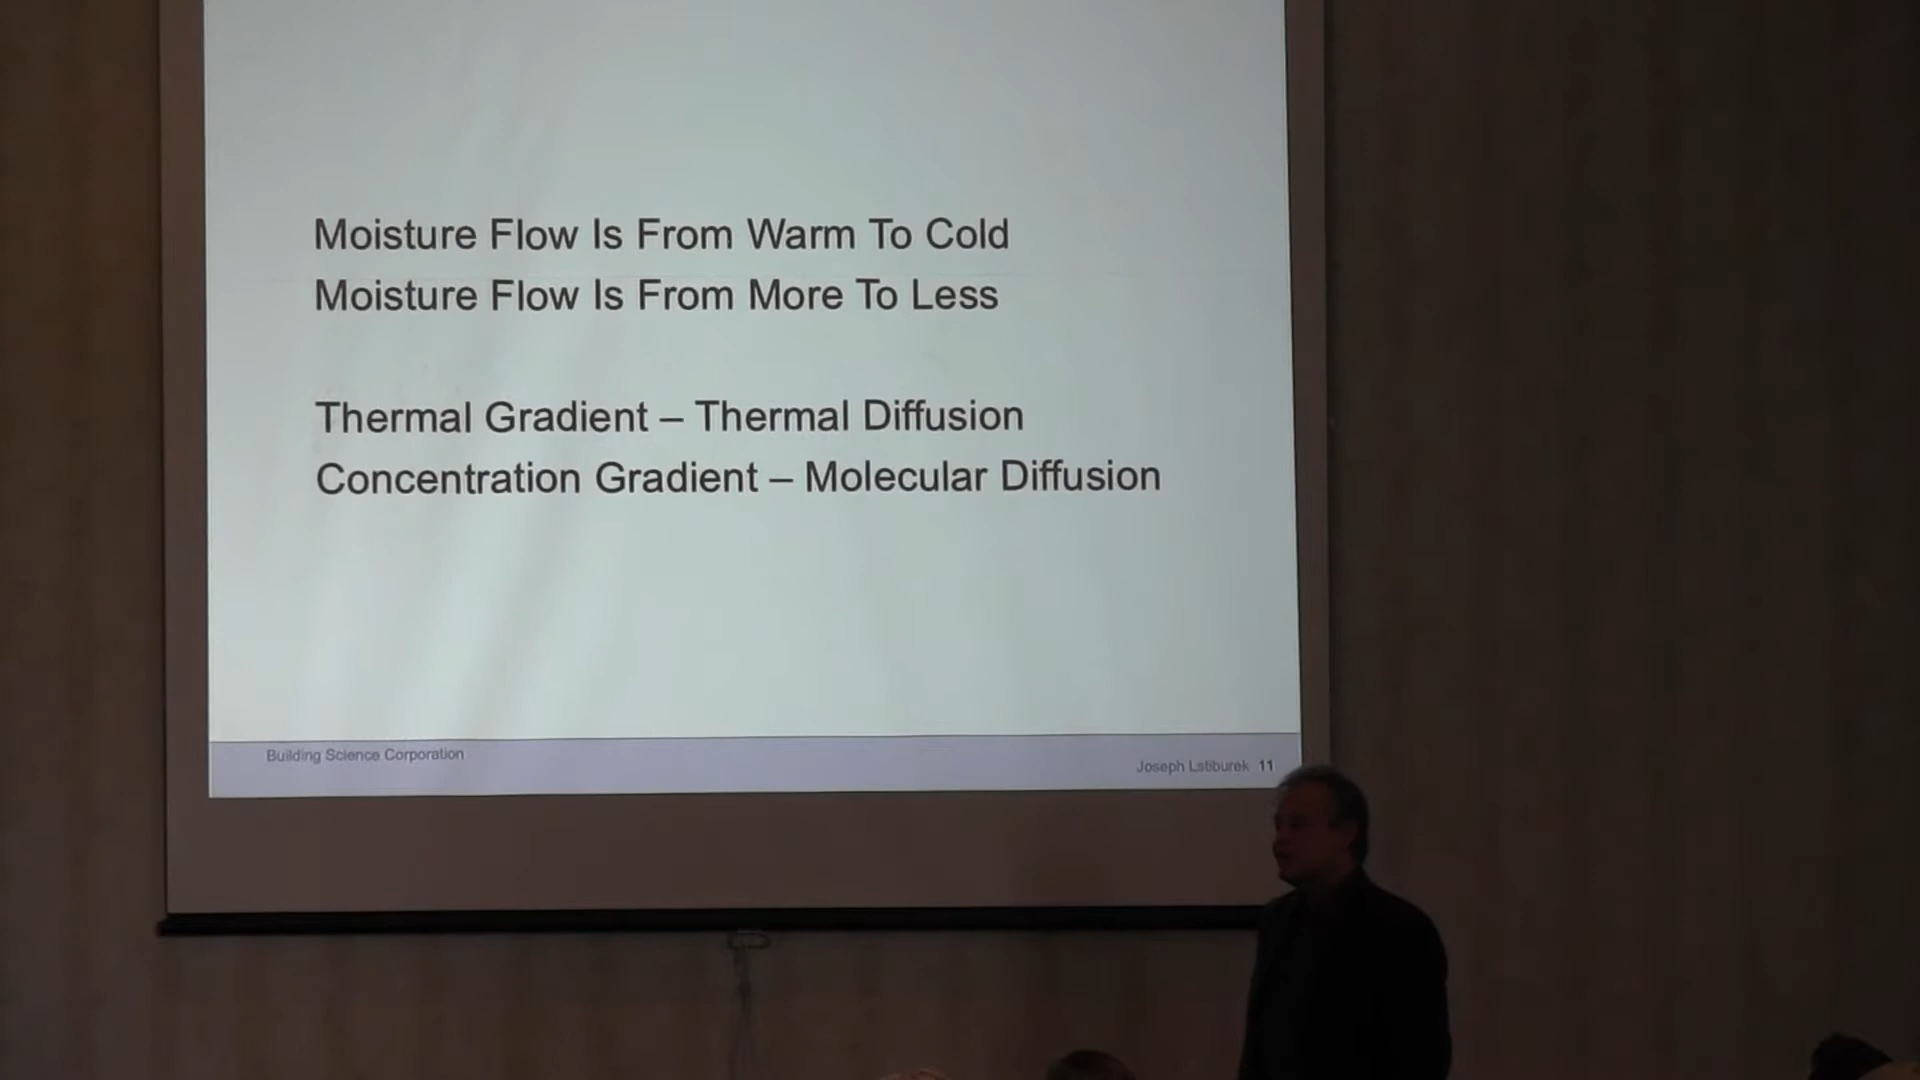 Moisture Flow Is From Warm To Cold
Moisture Flow Is From More To Less
Thermal Gradient – Thermal Diffusion
Concentration Gradient – Molecular Diffusion
Building Science Corporation
Joseph Lstiburek 11